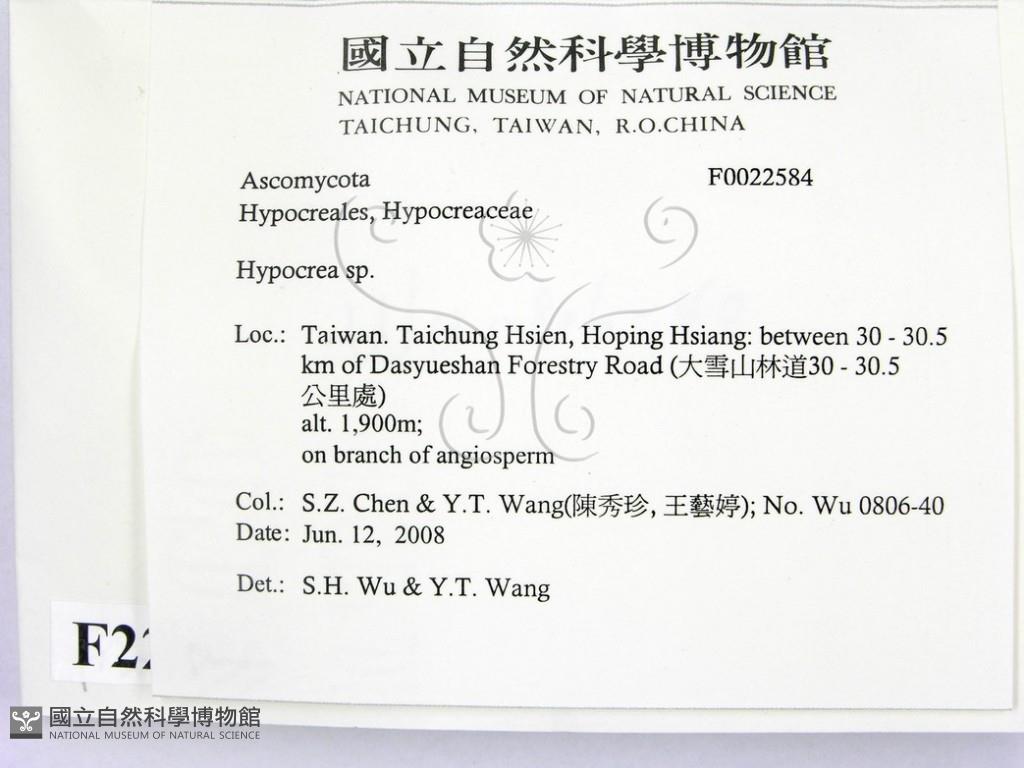 國立自然科學博物館
NATIONAL MUSEUM OF NATURAL SCIENCE
TAICHUNG, TAIWAN, R.O.CHINA
Ascomycota F0022584
Hypocreales, Hypocreaceae
Hypocrea sp.
Loc.: Taiwan. Taichung Hsien, Hoping Hsiang: between 30 - 30.5
km of Dasyueshan Forestry Road (大雪山林道30 - 30.5
公里處)
alt. 1,900m;
on branch of angiosperm
Col.: S.Z. Chen & Y.T. Wang(陳秀珍, 王藝婷); No. Wu 0806-40
Date: Jun. 12, 2008
Det.: S.H. Wu & Y.T. Wang
F22
國立自然科學博物館
NATIONAL MUSEUM OF NATURAL SCIENCE